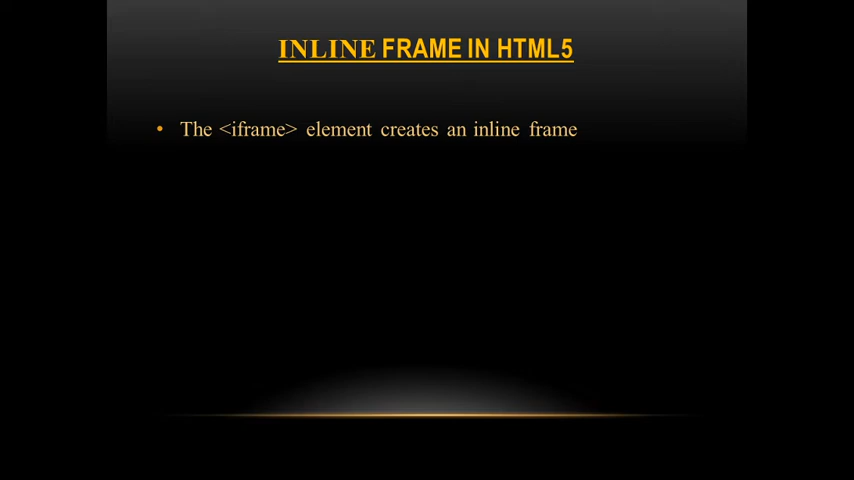 INLINE FRAME IN HTML5
• The <iframe> element creates an inline frame